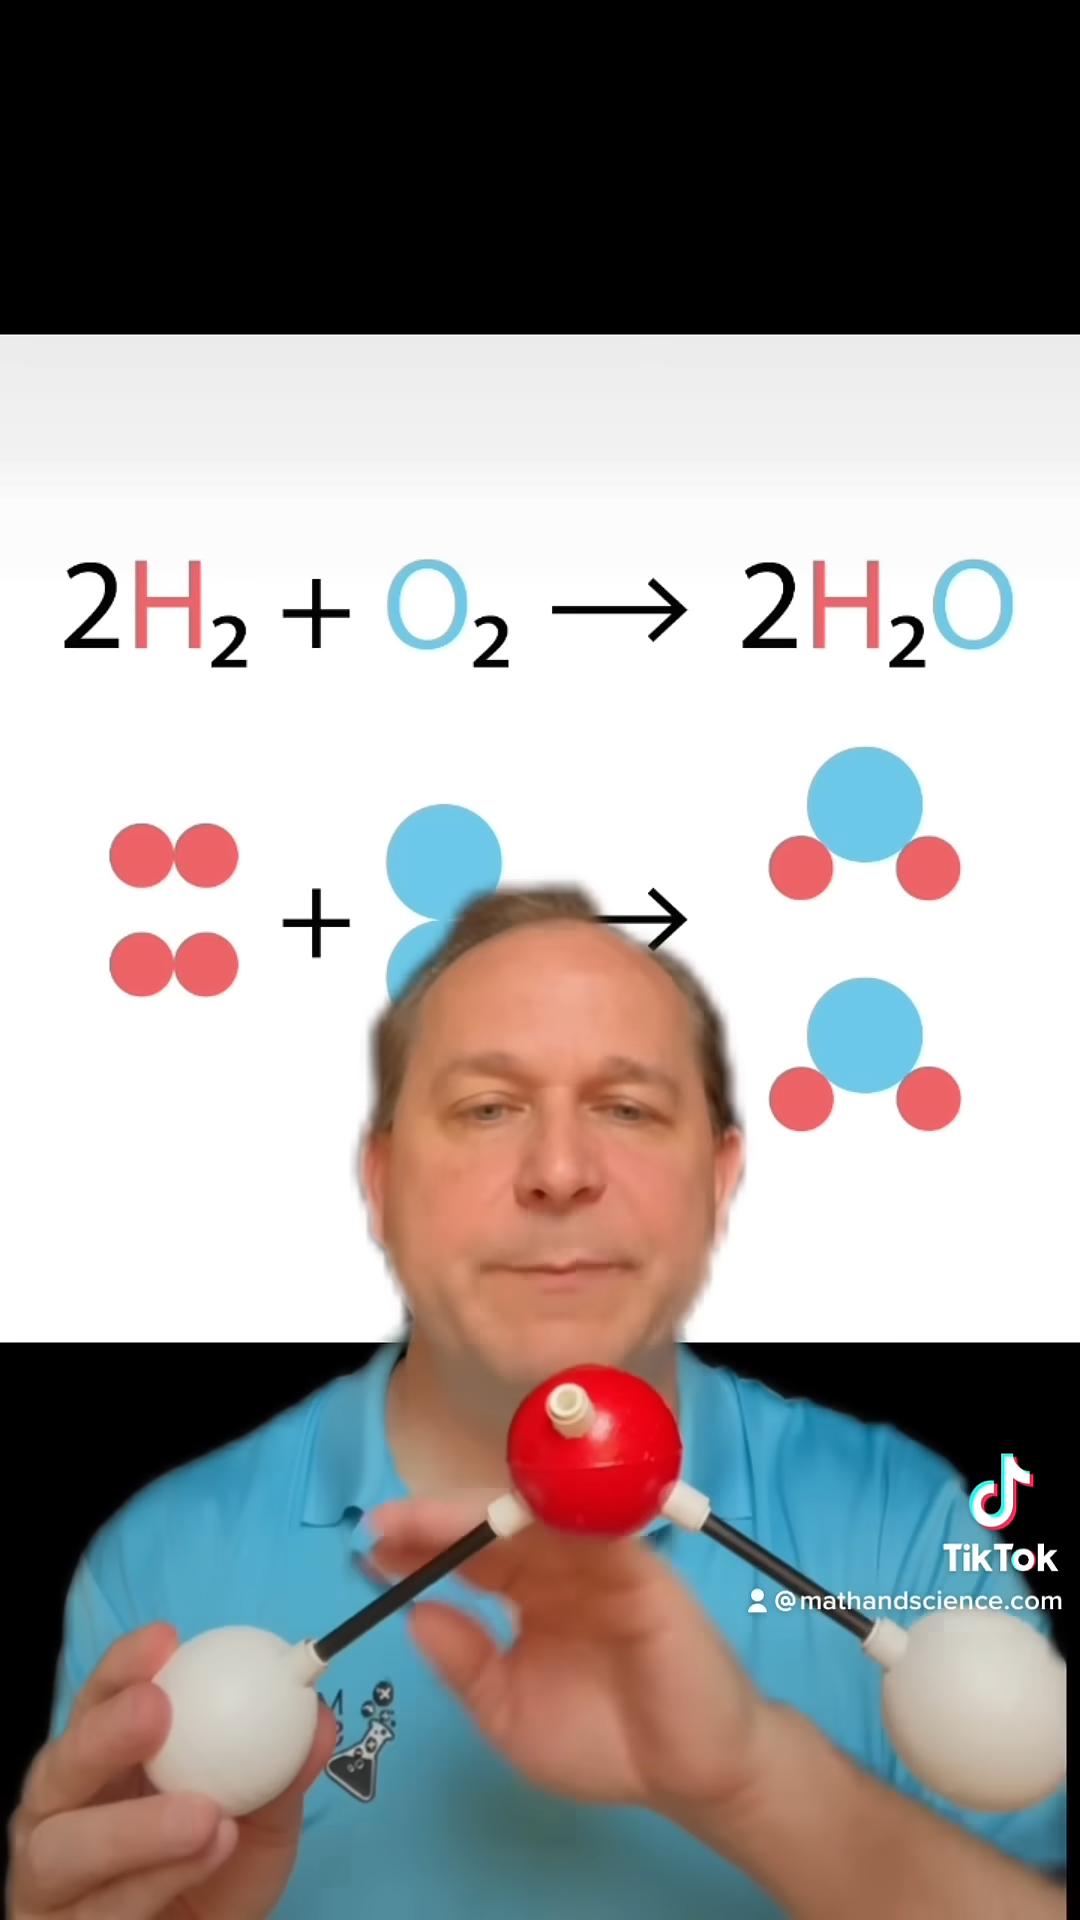 2H₂ + O₂ → 2H₂O
+ →
TikTok
@mathandscience.com